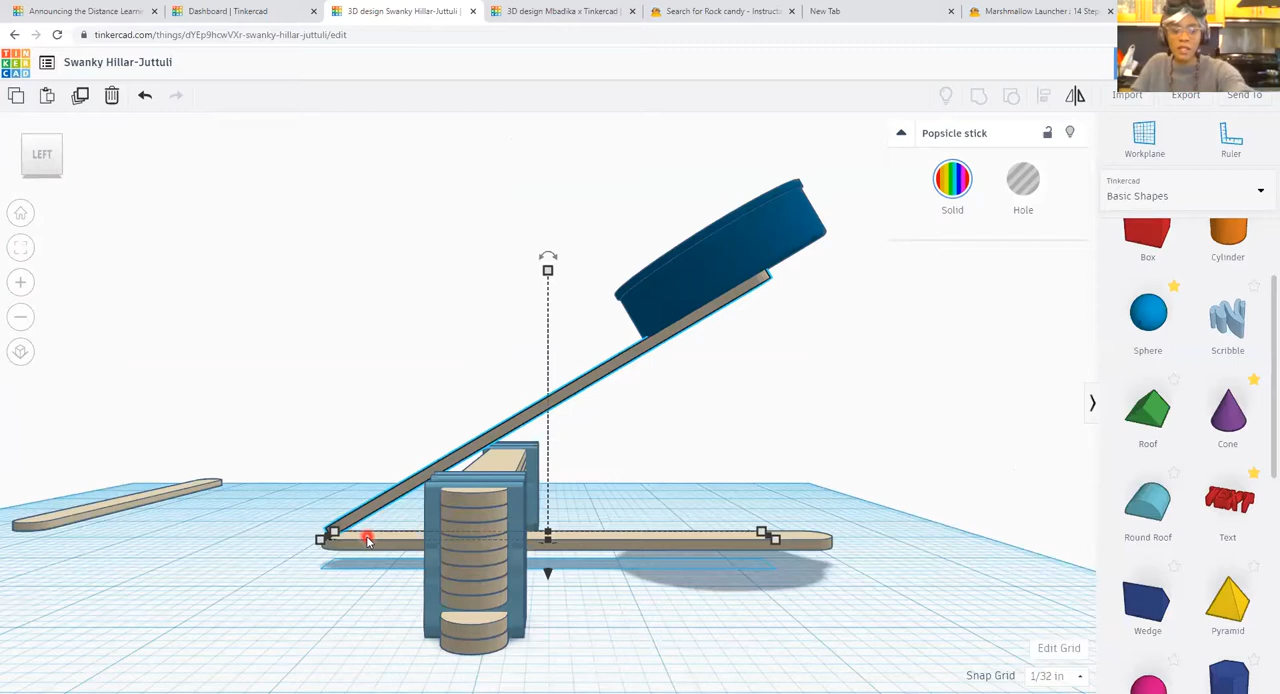 Announcing the Distance Learni
Dashboard | Tinkercad
3D design Swanky Hillar-Juttuli |
3D design Mbadika x Tinkercad |
Search for Rock candy - Instructa
New Tab
Marshmallow Launcher : 14 Step
tinkercad.com/things/dYEp9hcwVXr-swanky-hillar-juttuli/edit
TIN
KER
CAD
Swanky Hillar-Juttuli
Import
Export
Send To
LEFT
Popsicle stick
Solid
Hole
Workplane
Ruler
Tinkercad
Basic Shapes
Box
Cylinder
Sphere
Scribble
Roof
Cone
TEXT
Round Roof
Text
Wedge
Pyramid
Edit Grid
Snap Grid
1/32 in